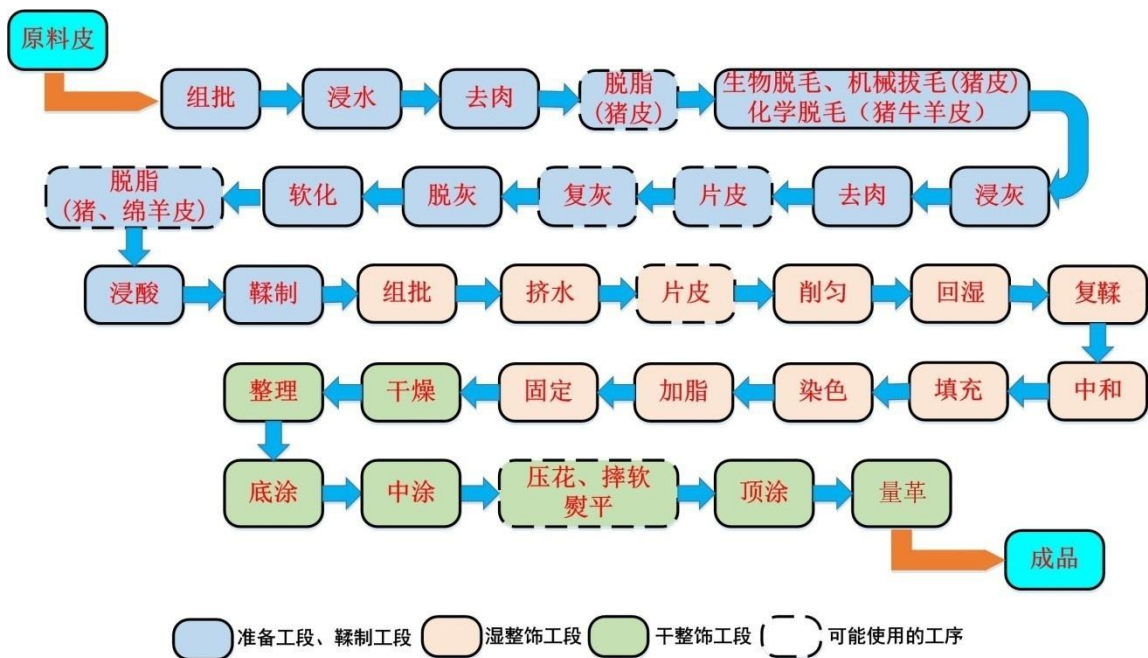 原料皮
组批
浸水
去肉
脱脂
(猪皮)
生物脱毛、机械拔毛(猪皮)
化学脱毛（猪牛羊皮）
浸灰
去肉
片皮
复灰
脱灰
软化
脱脂
(猪、绵羊皮)
浸酸
鞣制
组批
挤水
片皮
削匀
回湿
复鞣
中和
填充
染色
加脂
固定
干燥
整理
底涂
中涂
压花、摔软
熨平
顶涂
量革
成品
准备工段、鞣制工段
湿整饰工段
干整饰工段
可能使用的工序